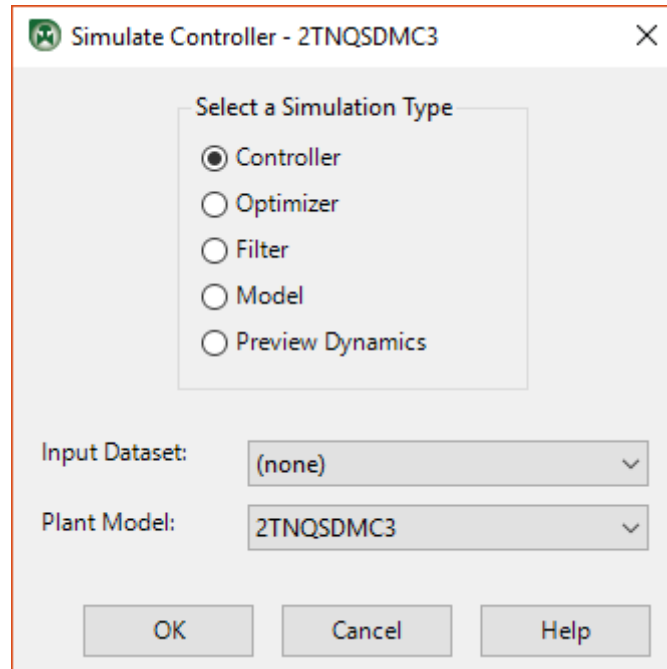 Simulate Controller - 2TNQSDMC3
Select a Simulation Type
Controller
Optimizer
Filter
Model
Preview Dynamics
Input Dataset: (none)
Plant Model: 2TNQSDMC3
OK Cancel Help